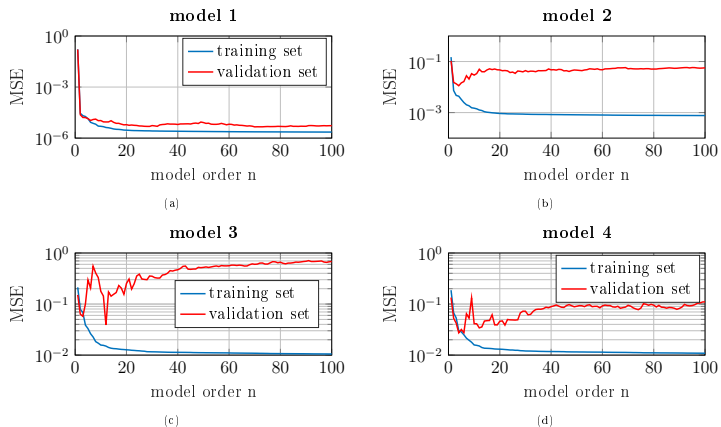 model 1
10^0
10^−3
10^−6
MSE
training set
validation set
0 20 40 60 80 100
model order n
(a)
model 2
10^−1
10^−3
MSE
0 20 40 60 80 100
model order n
(b)
model 3
10^0
10^−1
10^−2
MSE
training set
validation set
0 20 40 60 80 100
model order n
(c)
model 4
10^0
10^−1
10^−2
MSE
training set
validation set
0 20 40 60 80 100
model order n
(d)